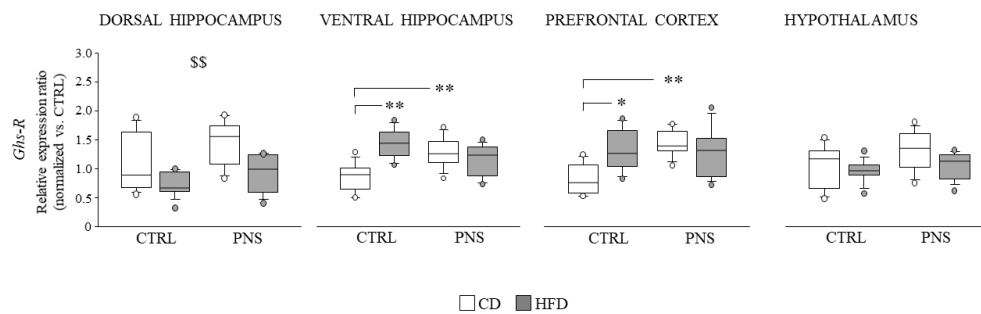 DORSAL HIPPOCAMPUS VENTRAL HIPPOCAMPUS PREFRONTAL CORTEX HYPOTHALAMUS
Ghs-R
Relative expression ratio
(normalized vs. CTRL)
3.0
2.5
2.0
1.5
1.0
0.5
0
$$
**
**
**
*
CTRL PNS CTRL PNS CTRL PNS CTRL PNS
CD HFD